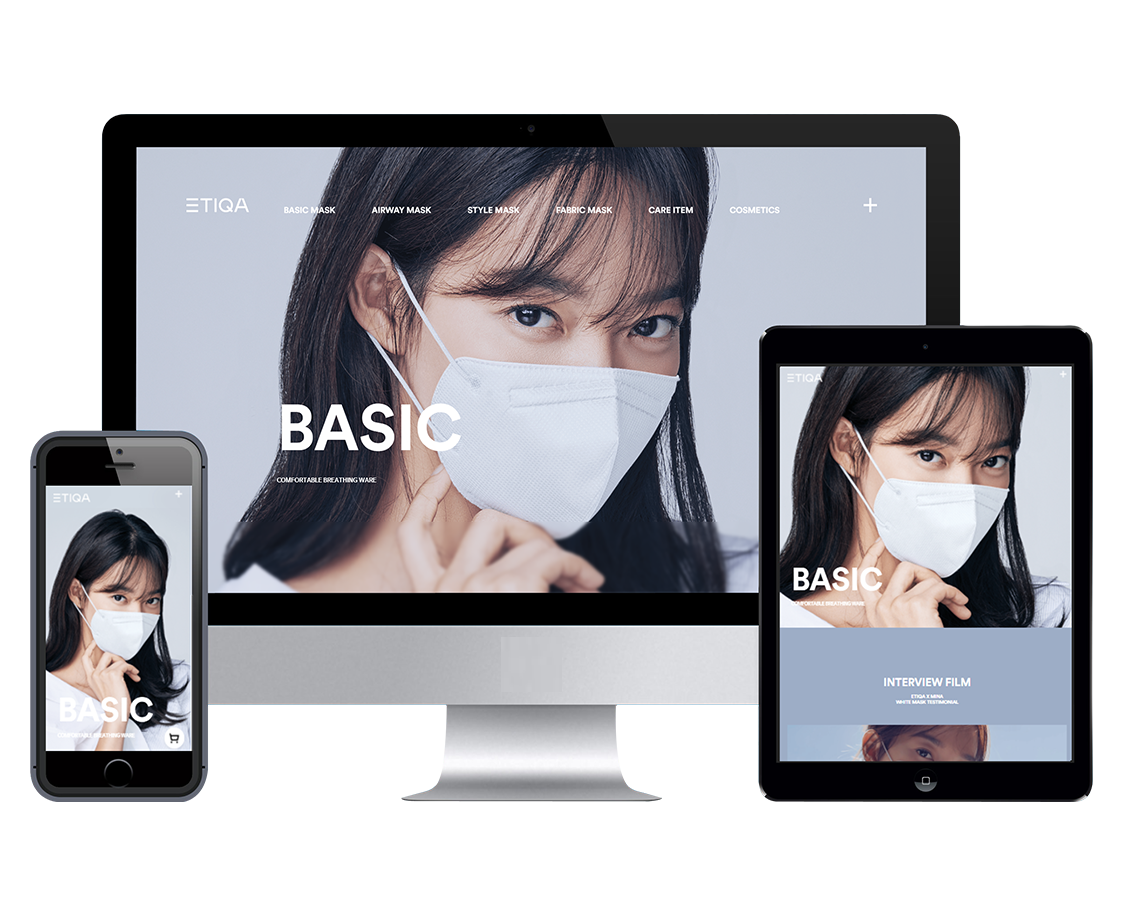 ETIQA
BASIC MASK
AIRWAY MASK
STYLE MASK
FABRIC MASK
CARE ITEM
COSMETICS
+
BASIC
COMFORTABLE BREATHING WARE
ETIQA
+
BASIC
COMFORTABLE BREATHING WARE
ETIQA
+
BASIC
COMFORTABLE BREATHING WARE
INTERVIEW FILM
ETIQA X MINA
WHITE MASK TESTIMONIAL